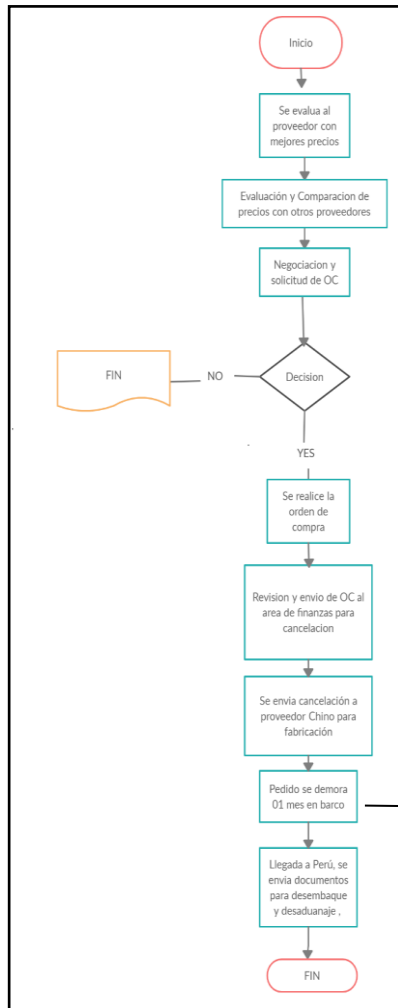 Inicio
Se evalua al
proveedor con
mejores precios
Evaluación y Comparacion de
precios con otros proveedores
Negociacion y
solicitud de OC
FIN
NO
Decision
YES
Se realice la
orden de
compra
Revision y envio de OC al
area de finanzas para
cancelacion
Se envia cancelación a
proveedor Chino para
fabricación
Pedido se demora
01 mes en barco
Llegada a Perú, se
envia documentos
para desembaque
y desaduanaje ,
FIN